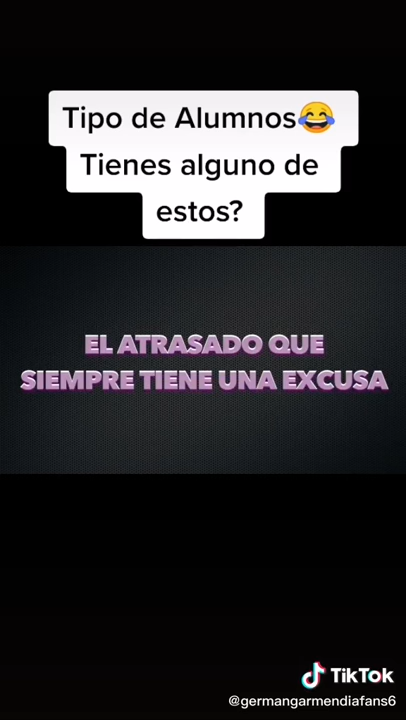 Tipo de Alumnos😂
Tienes alguno de
estos?
EL ATRASADO QUE
SIEMPRE TIENE UNA EXCUSA
TikTok
@germangarmendiafans6